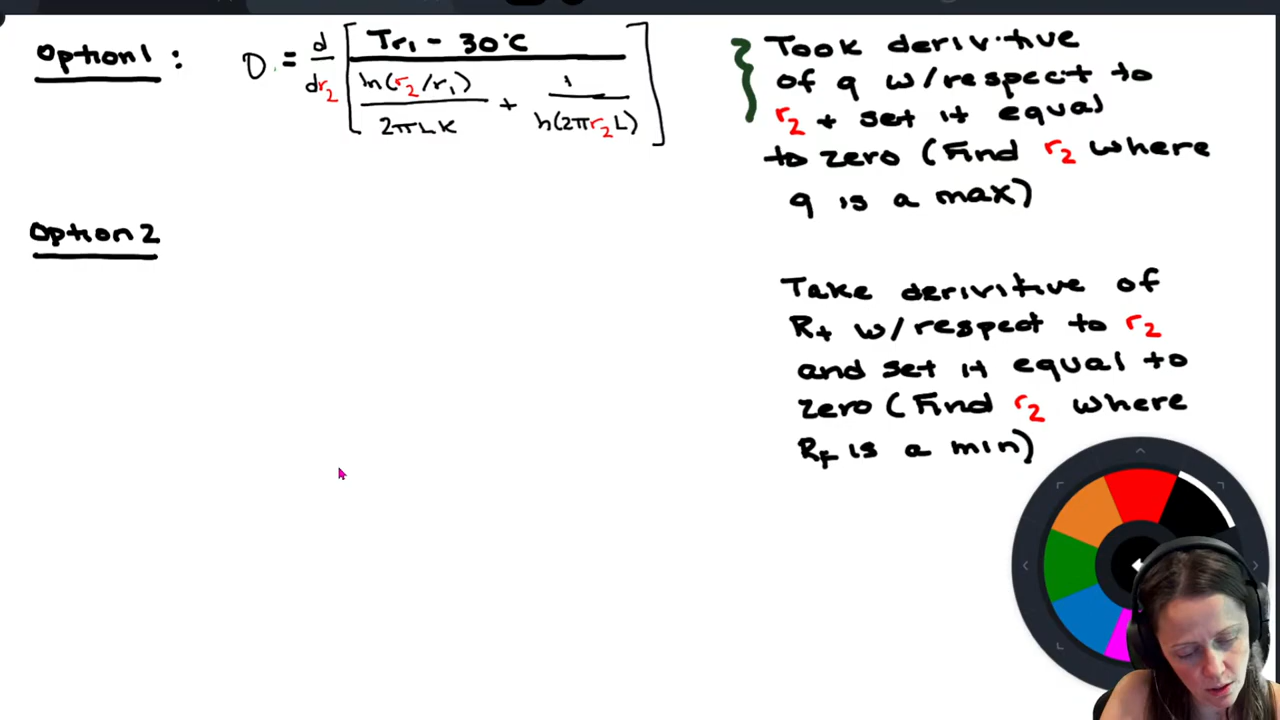 Option 1 :
0 = d/dr2 [ (Tr1 - 30°C) / ( ln(r2/r1)/2πLK + 1/h(2πr2L) ) ]
Took derivitive
of q w/respect to
r2 + set it equal
to zero (Find r2 where
q is a max)
Option 2
Take derivitive of
Rt w/respect to r2
and set it equal to
zero (Find r2 where
Rt is a min)